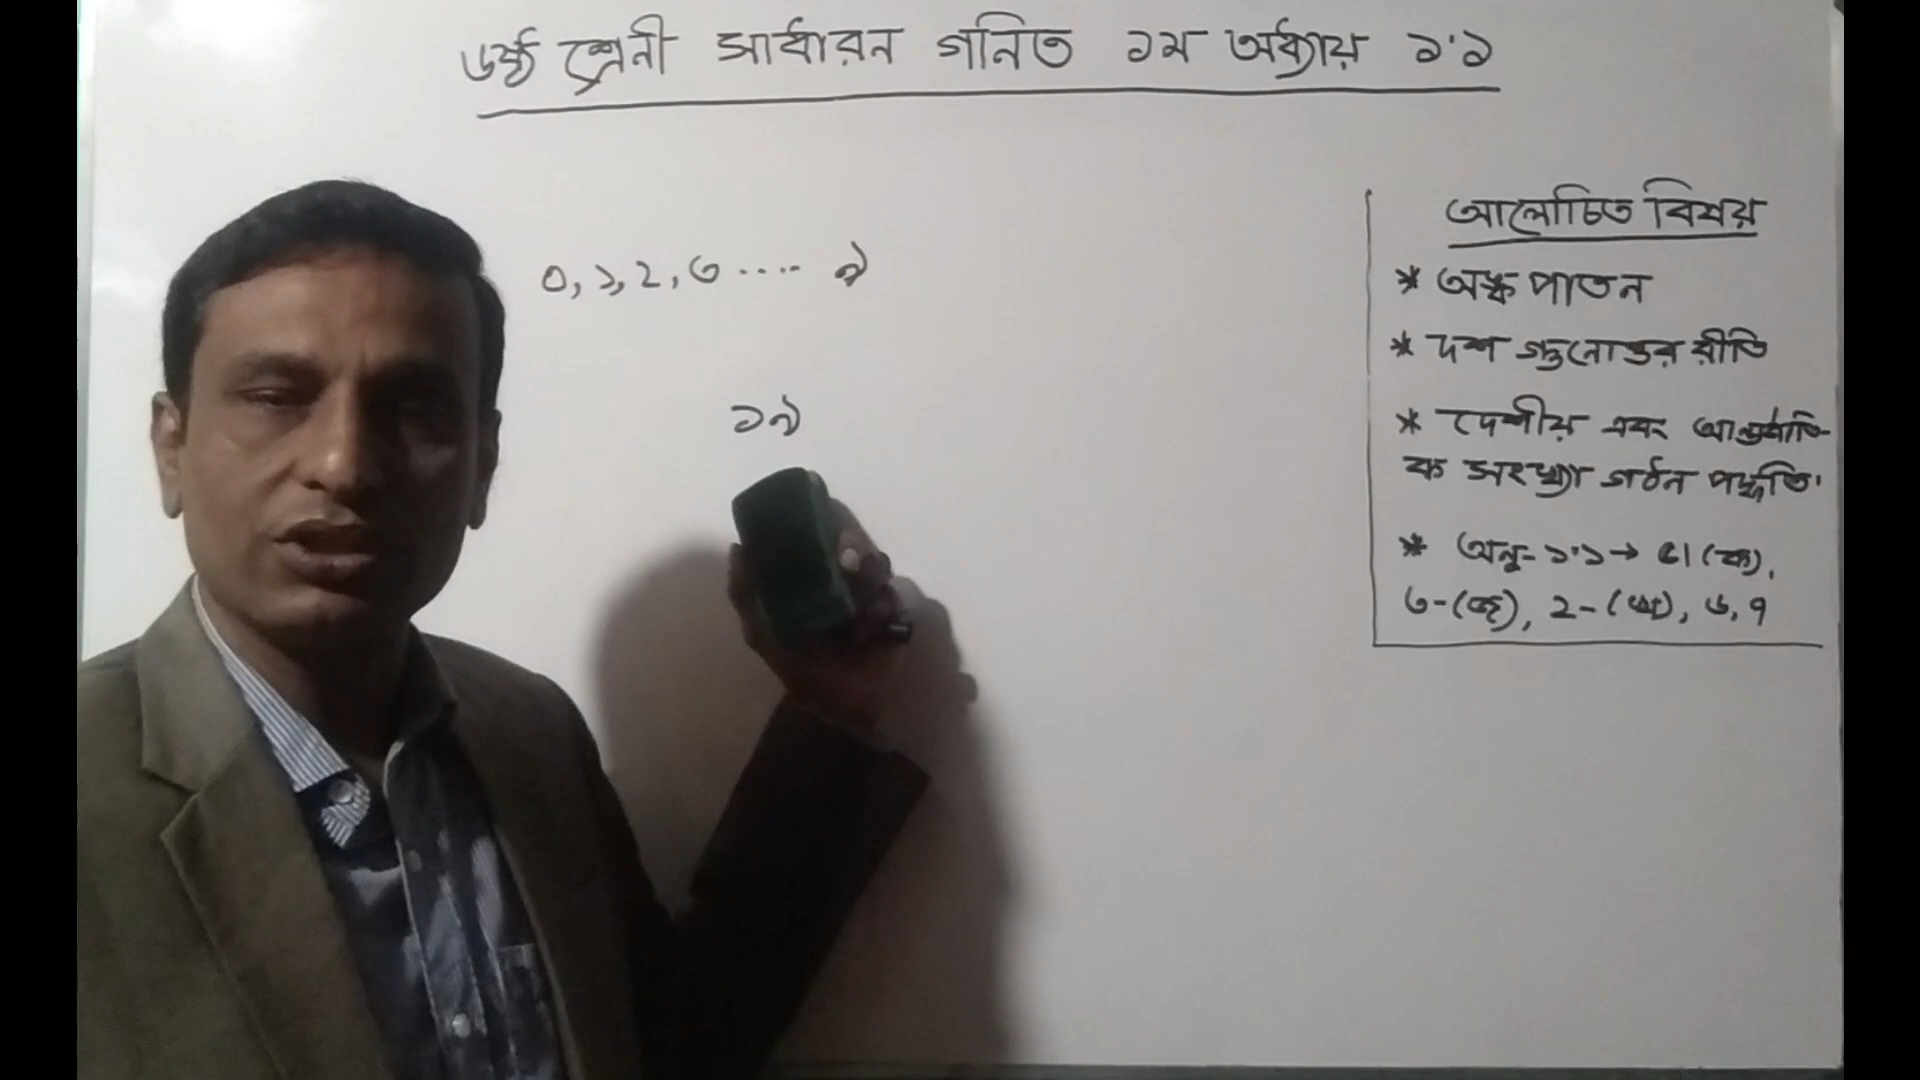 ৬ষ্ঠ শ্রেনী সাধারন গনিত ১ম অধ্যায় ১.১
০, ১, ২, ৩ .... ৯
১৯
আলোচিত বিষয়
* অঙ্ক পাতন
* দশ গুনোত্তর রীতি
* দেশীয় এবং আন্তর্জাতি-
ক সংখ্যা গঠন পদ্ধতি।
* অনু- ১.১ → ৫। (ক),
৩-(ঙ), ২-(খ), ৬, ৭